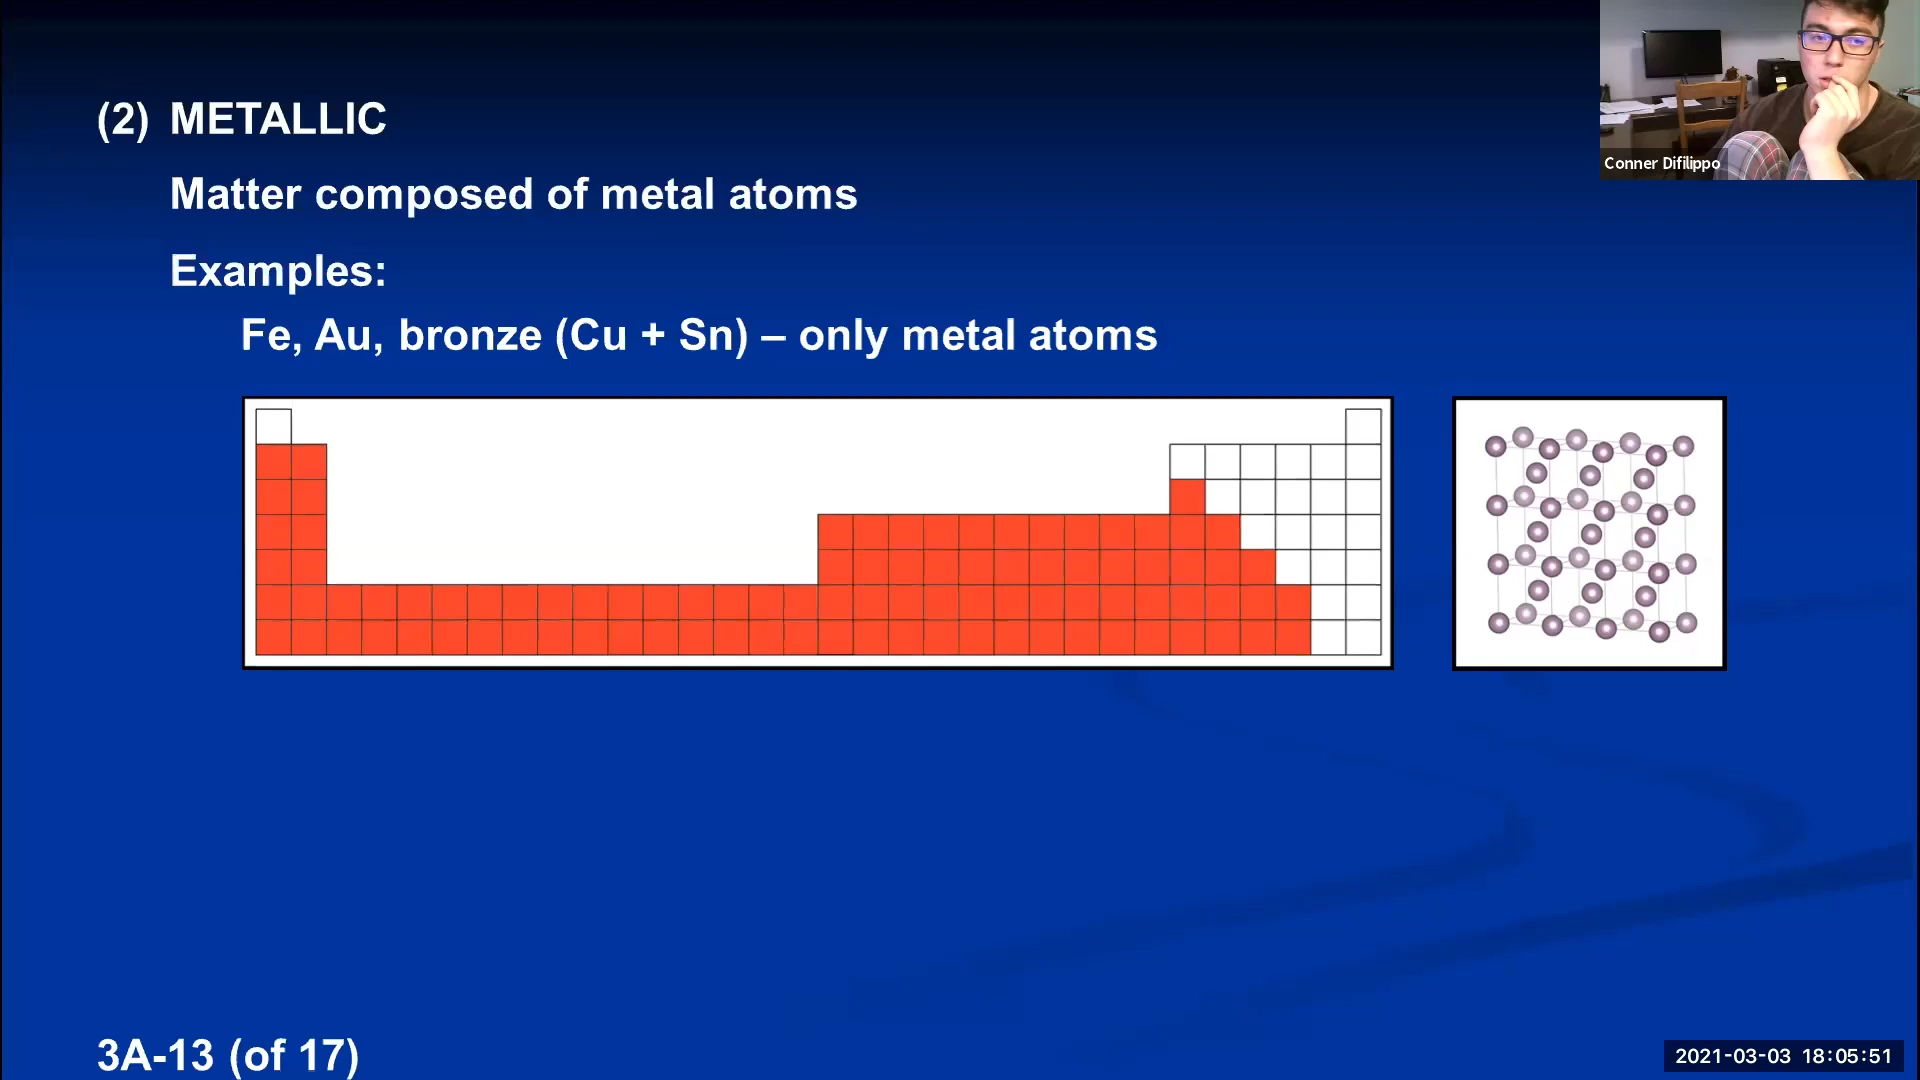 (2) METALLIC
Matter composed of metal atoms
Examples:
Fe, Au, bronze (Cu + Sn) – only metal atoms
Conner Difilippo
3A-13 (of 17)
2021-03-03 18:05:51